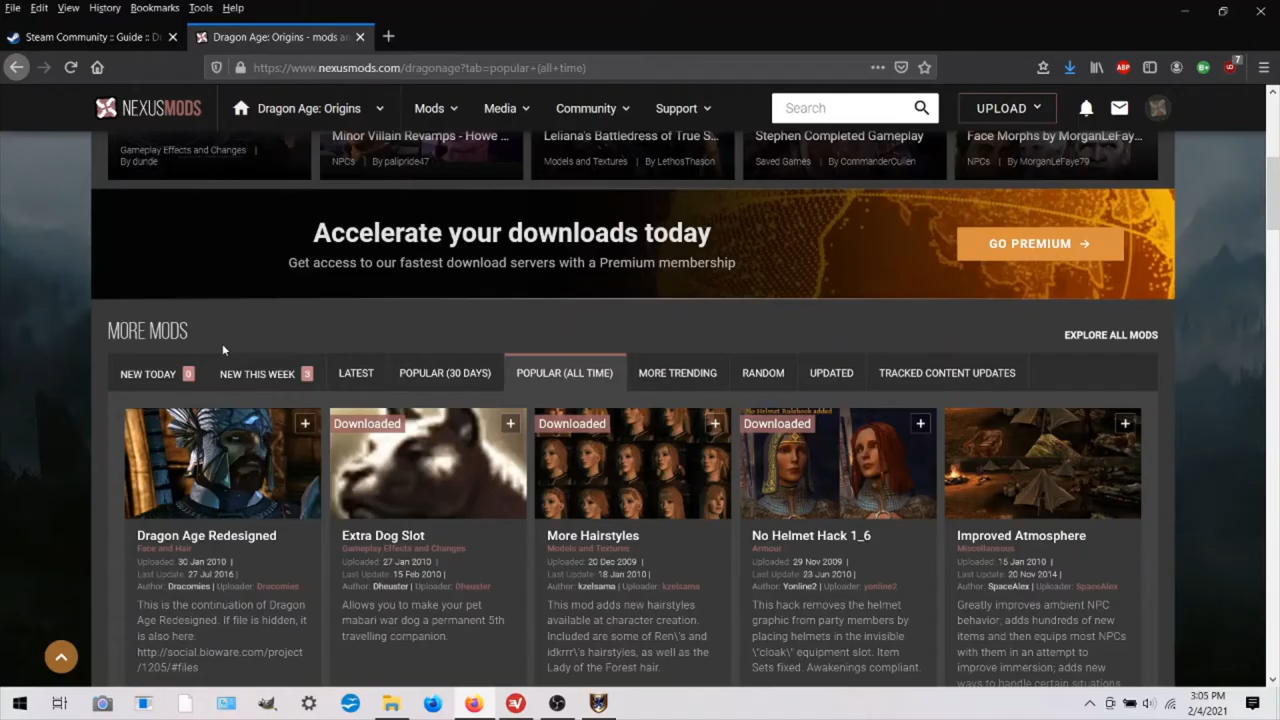 File Edit View History Bookmarks Tools Help
Steam Community :: Guide :: D
Dragon Age: Origins - mods an
https://www.nexusmods.com/dragonage?tab=popular+(all+time)
ABP
7
NEXUSMODS
Dragon Age: Origins
Mods
Media
Community
Support
Search
UPLOAD
Minor Villain Revamps - Howe ...
Leliana's Battledress of True S...
Stephen Completed Gameplay
Face Morphs by MorganLeFay...
Gameplay Effects and Changes
By dunde
NPCs | By palipride47
Models and Textures | By LethosThason
Saved Games | By CommanderCullen
NPCs | By MorganLeFaye79
Accelerate your downloads today
Get access to our fastest download servers with a Premium membership
GO PREMIUM
MORE MODS
EXPLORE ALL MODS
NEW TODAY 0
NEW THIS WEEK 3
LATEST
POPULAR (30 DAYS)
POPULAR (ALL TIME)
MORE TRENDING
RANDOM
UPDATED
TRACKED CONTENT UPDATES
Dragon Age Redesigned
Face and Hair
Uploaded: 30 Jan 2010 |
Last Update: 27 Jul 2016 |
Author: Dracomies | Uploader: Dracomies
This is the continuation of Dragon
Age Redesigned. If file is hidden, it
is also here:
http://social.bioware.com/project
/1205/#files
Downloaded
Extra Dog Slot
Gameplay Effects and Changes
Uploaded: 27 Jan 2010 |
Last Update: 15 Feb 2010 |
Author: Dheuster | Uploader: Dheuster
Allows you to make your pet
mabari war dog a permanent 5th
travelling companion.
Downloaded
More Hairstyles
Models and Textures
Uploaded: 20 Dec 2009 |
Last Update: 18 Jan 2010 |
Author: kzelsama | Uploader: kzelsama
This mod adds new hairstyles
available at character creation.
Included are some of Ren\'s and
idkrrr\'s hairstyles, as well as the
Lady of the Forest hair.
No Helmet Rulebook added
Downloaded
No Helmet Hack 1_6
Armour
Uploaded: 29 Nov 2009 |
Last Update: 23 Jun 2010 |
Author: Yonline2 | Uploader: yonline2
This hack removes the helmet
graphic from party members by
placing helmets in the invisible
\"cloak\" equipment slot. Item
Sets fixed. Awakenings compliant.
Improved Atmosphere
Miscellaneous
Uploaded: 15 Jan 2010 |
Last Update: 20 Nov 2014 |
Author: SpaceAlex | Uploader: SpaceAlex
Greatly improves ambient NPC
behavior, adds hundreds of new
items and then equips most NPCs
with them in an attempt to
improve immersion; adds new
ways to handle certain situations
3:05 PM
2/4/2021